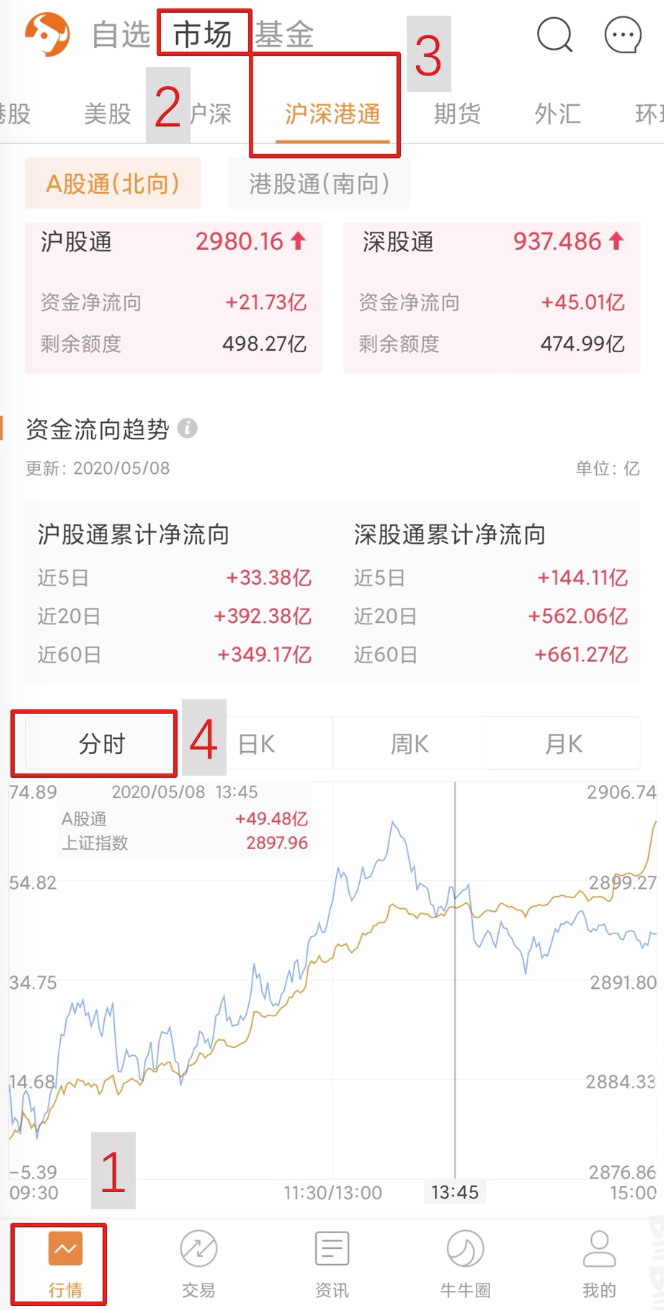 自选 市场 基金
3
港股 美股 2 沪深 沪深港通 期货 外汇
A股通(北向) 港股通(南向)
沪股通 2980.16 深股通 937.486
资金净流向 +21.73亿 资金净流向 +45.01亿
剩余额度 498.27亿 剩余额度 474.99亿
资金流向趋势 i
更新: 2020/05/08 单位: 亿
沪股通累计净流向 深股通累计净流向
近5日 +33.38亿 近5日 +144.11亿
近20日 +392.38亿 近20日 +562.06亿
近60日 +349.17亿 近60日 +661.27亿
分时 4 日K 周K 月K
74.89 2020/05/08 13:45 2906.74
A股通 +49.48亿
上证指数 2897.96
54.82 2899.27
34.75 2891.80
14.68 2884.33
-5.39 2876.86
09:30 11:30/13:00 13:45 15:00
1
行情 交易 资讯 牛牛圈 我的